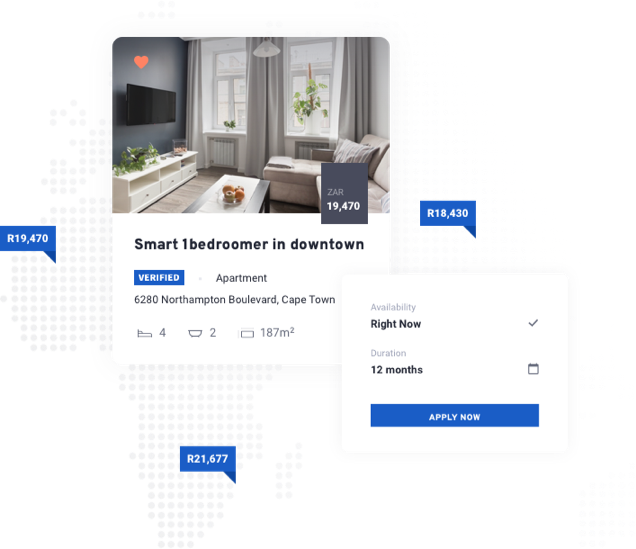 ZAR
19,470
R18,430
R19,470
Smart 1bedroomer in downtown
VERIFIED · Apartment
6280 Northampton Boulevard, Cape Town
4 2 187m²
Availability
Right Now
Duration
12 months
APPLY NOW
R21,677